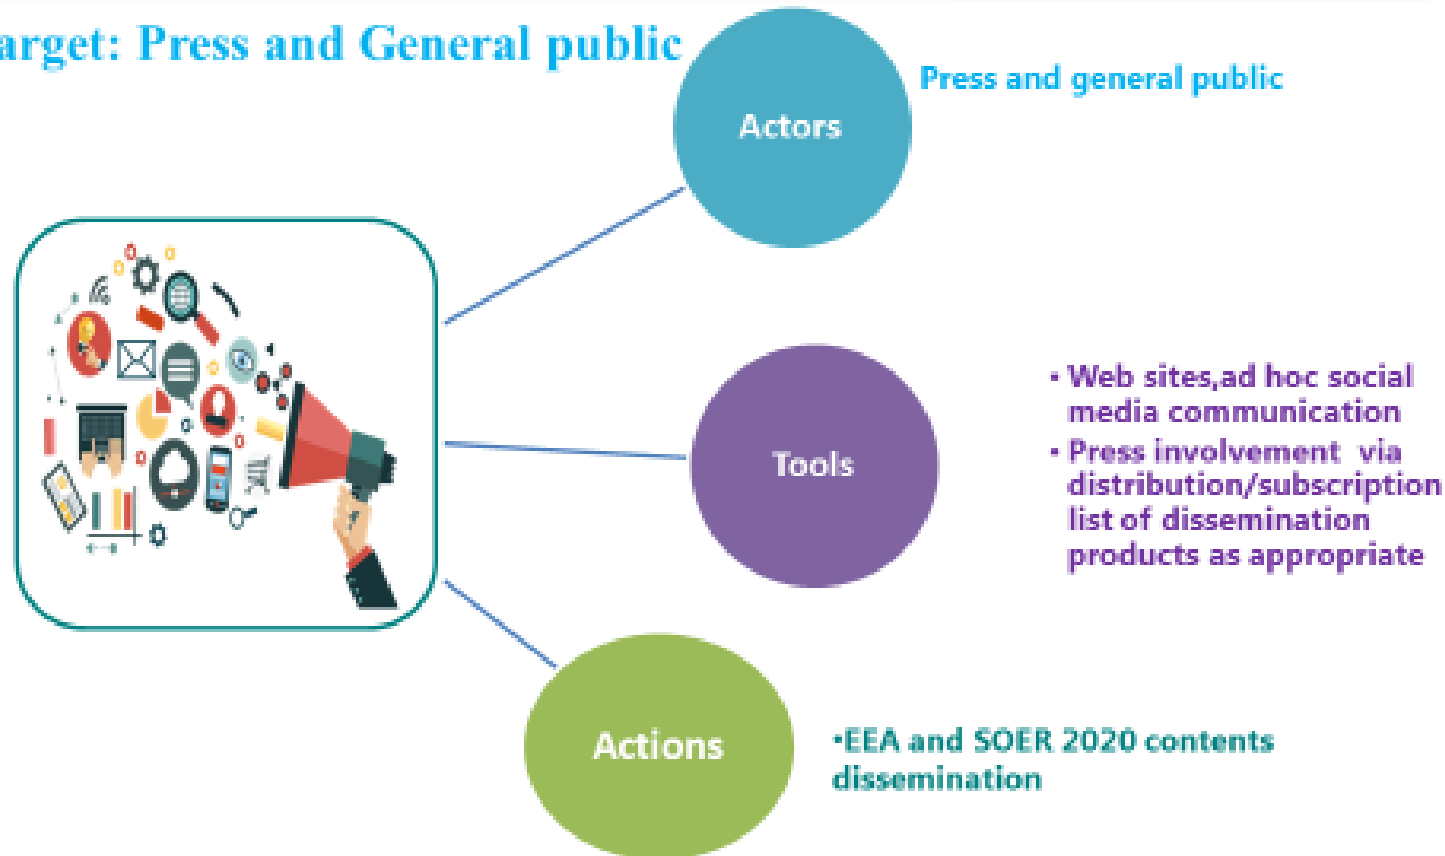 arget: Press and General public
Press and general public
Actors
• Web sites,ad hoc social
media communication
• Press involvement  via
distribution/subscription
list of dissemination
products as appropriate
Tools
Actions
•EEA and SOER 2020 contents
dissemination